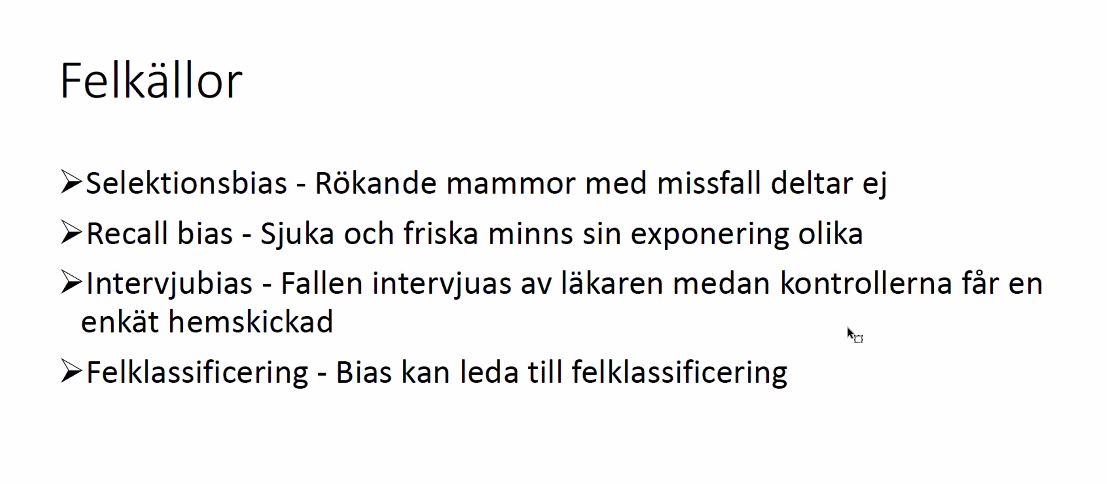 Felkällor
➢Selektionsbias - Rökande mammor med missfall deltar ej
➢Recall bias - Sjuka och friska minns sin exponering olika
➢Intervjubias - Fallen intervjuas av läkaren medan kontrollerna får en
enkät hemskickad
➢Felklassificering - Bias kan leda till felklassificering